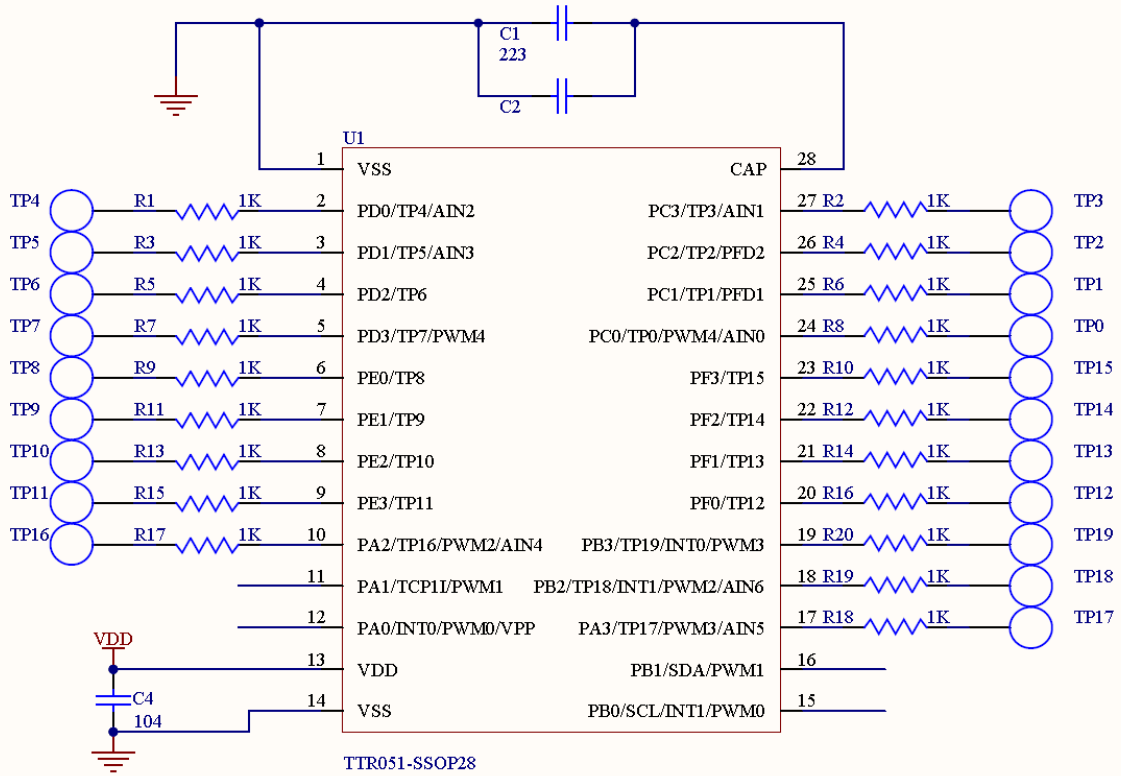 C1
223
C2
U1
1 VSS CAP 28
TP4 R1 1K 2 PD0/TP4/AIN2 PC3/TP3/AIN1 27 R2 1K TP3
TP5 R3 1K 3 PD1/TP5/AIN3 PC2/TP2/PFD2 26 R4 1K TP2
TP6 R5 1K 4 PD2/TP6 PC1/TP1/PFD1 25 R6 1K TP1
TP7 R7 1K 5 PD3/TP7/PWM4 PC0/TP0/PWM4/AIN0 24 R8 1K TP0
TP8 R9 1K 6 PE0/TP8 PF3/TP15 23 R10 1K TP15
TP9 R11 1K 7 PE1/TP9 PF2/TP14 22 R12 1K TP14
TP10 R13 1K 8 PE2/TP10 PF1/TP13 21 R14 1K TP13
TP11 R15 1K 9 PE3/TP11 PF0/TP12 20 R16 1K TP12
TP16 R17 1K 10 PA2/TP16/PWM2/AIN4 PB3/TP19/INT0/PWM3 19 R20 1K TP19
11 PA1/TCP1I/PWM1 PB2/TP18/INT1/PWM2/AIN6 18 R19 1K TP18
12 PA0/INT0/PWM0/VPP PA3/TP17/PWM3/AIN5 17 R18 1K TP17
VDD
13 VDD PB1/SDA/PWM1 16
C4
104
14 VSS PB0/SCL/INT1/PWM0 15
TTR051-SSOP28